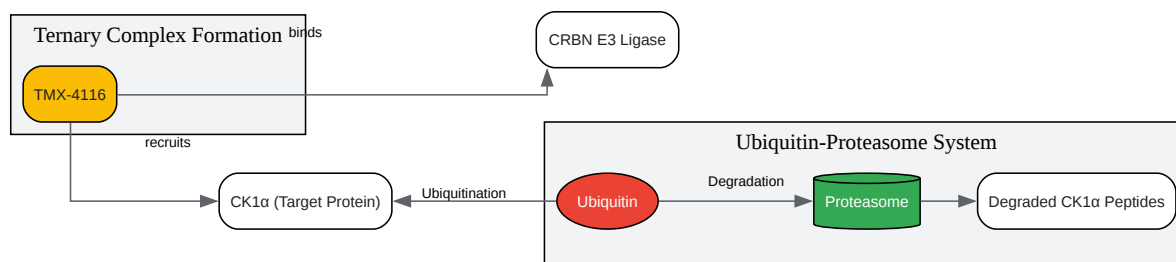 Ternary Complex Formation
binds
CRBN E3 Ligase
TMX-4116
recruits
Ubiquitin-Proteasome System
CK1α (Target Protein)
Ubiquitination
Ubiquitin
Degradation
Proteasome
Degraded CK1α Peptides